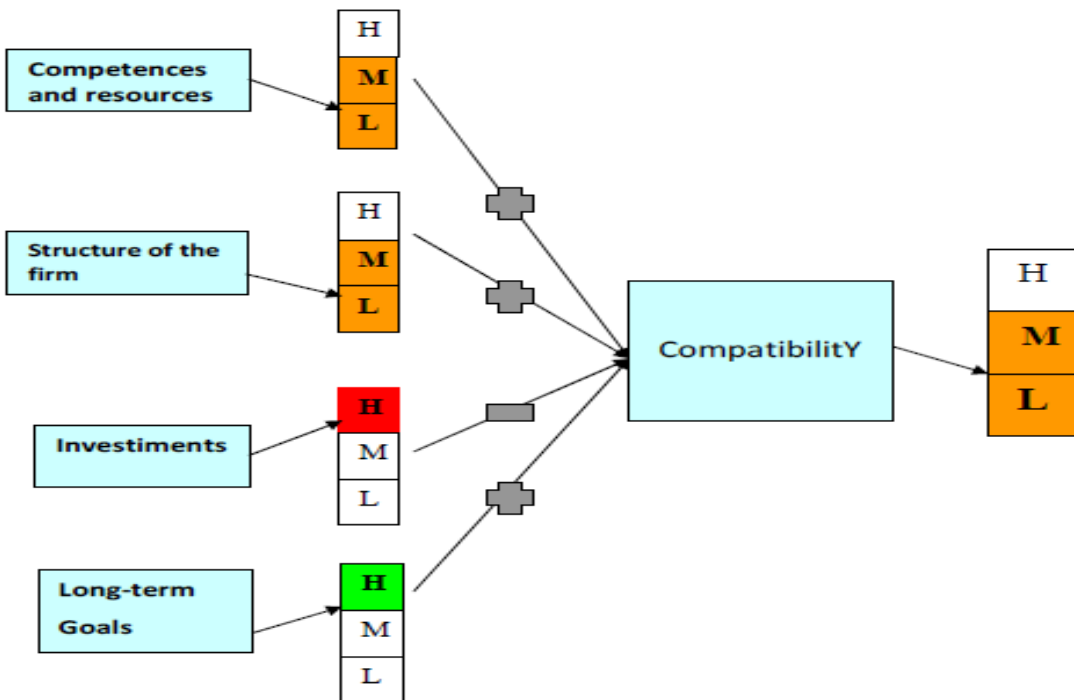 H
Competences
and resources
M
L
H
Structure of the
firm
M
L
H
M
L
CompatibilitY
H
Investiments
M
L
H
Long-term
Goals
M
L